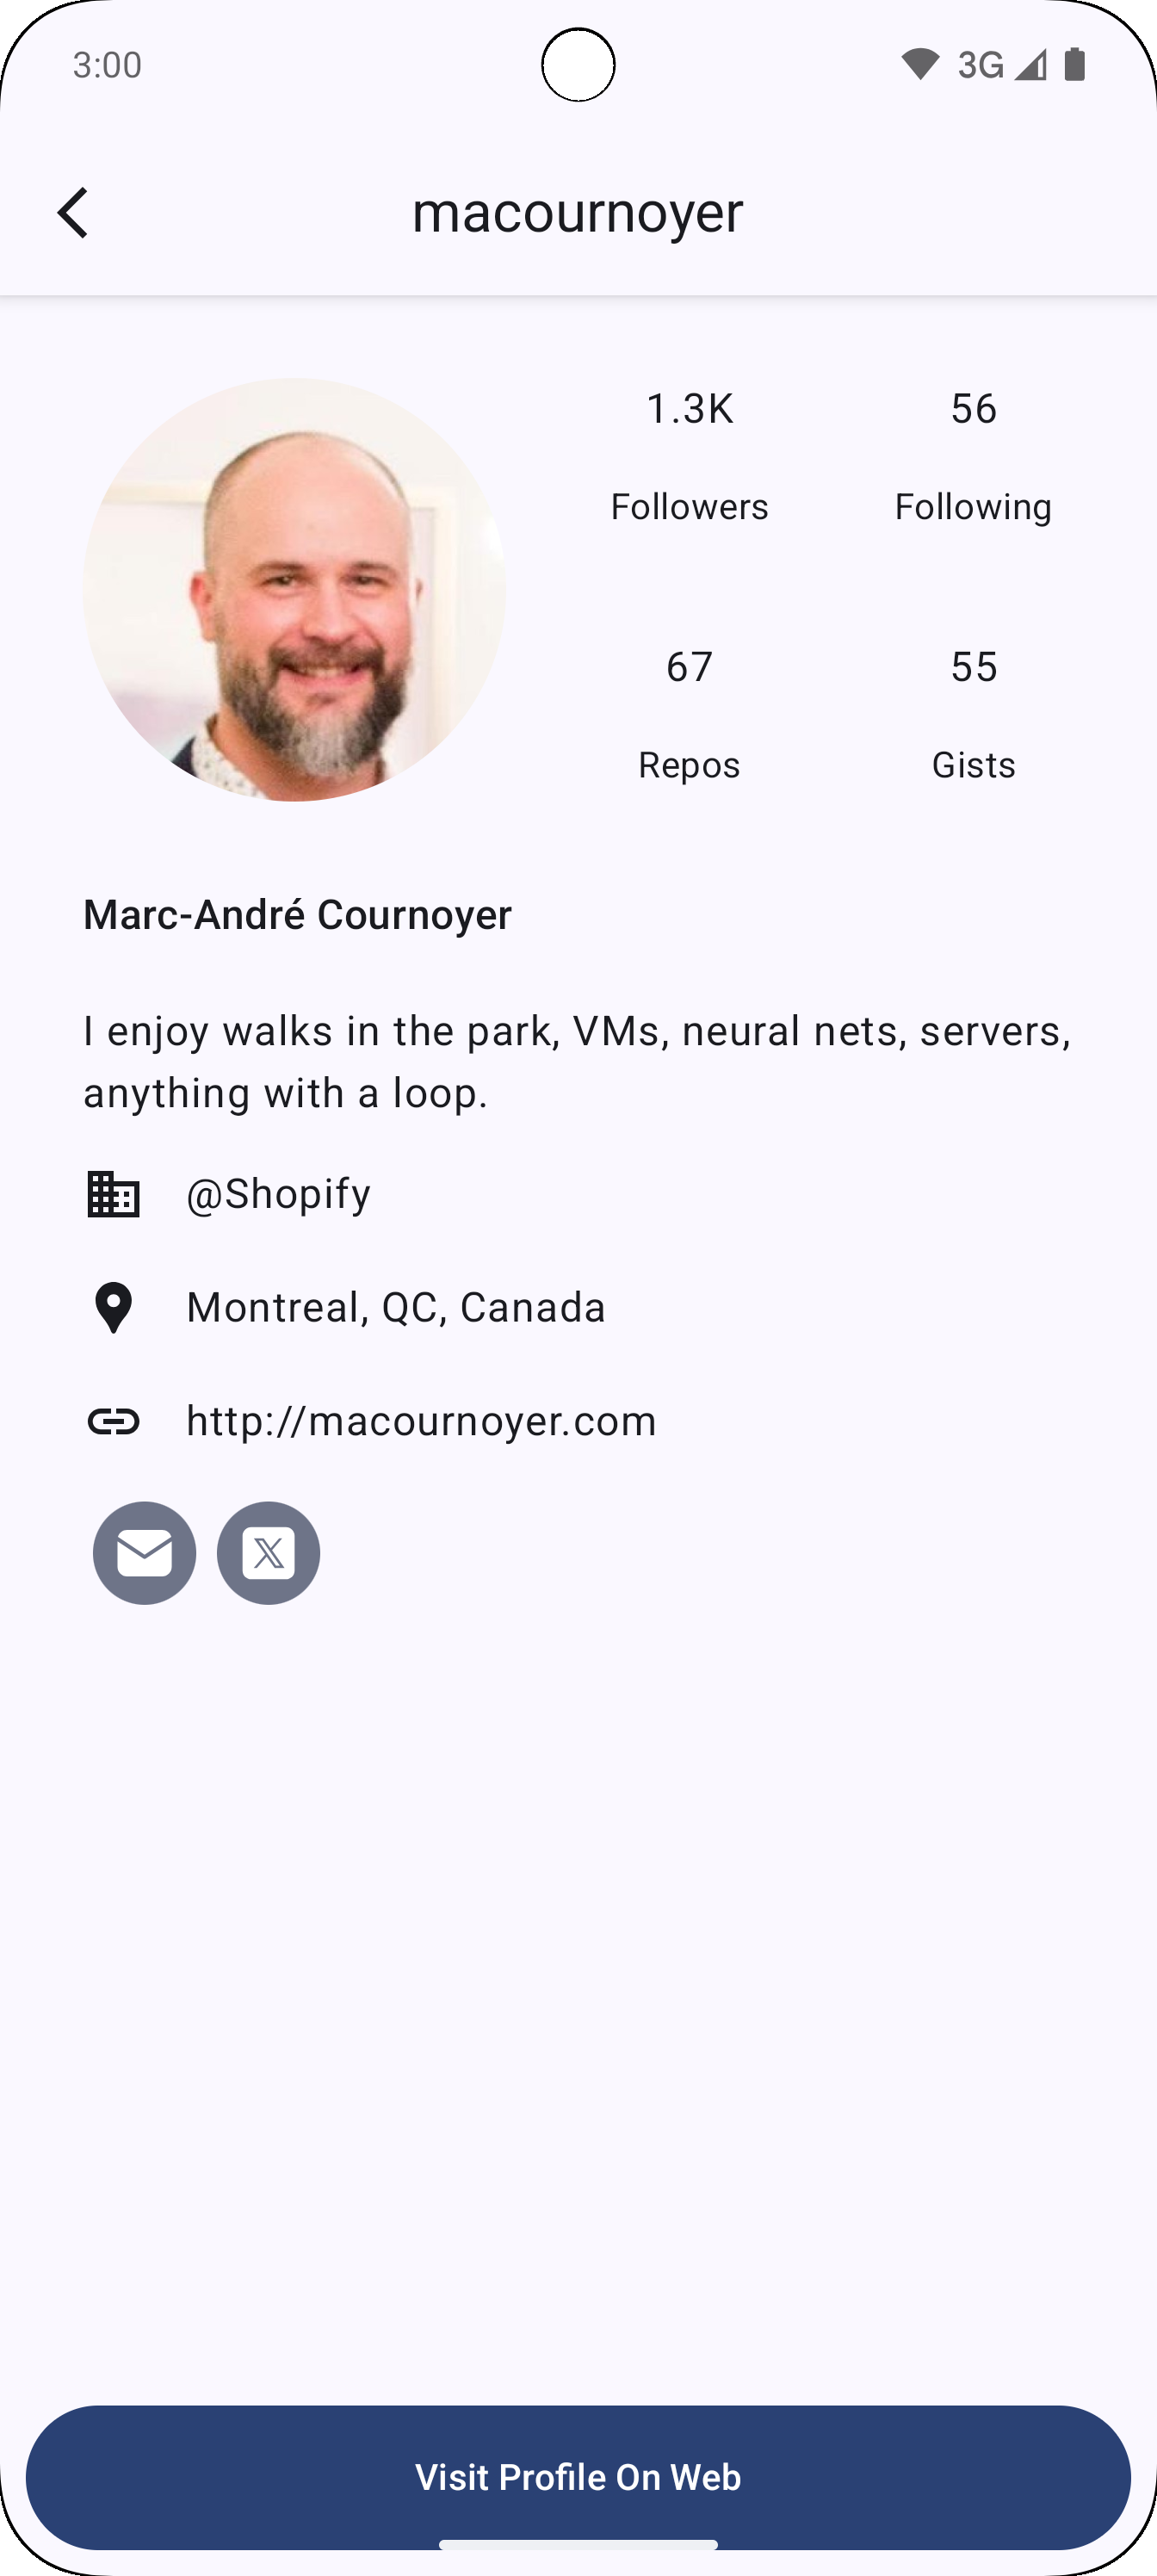 3:00
3G
macournoyer
1.3K
56
Followers
Following
67
55
Repos
Gists
Marc-André Cournoyer
I enjoy walks in the park, VMs, neural nets, servers,
anything with a loop.
@Shopify
Montreal, QC, Canada
http://macournoyer.com
Visit Profile On Web